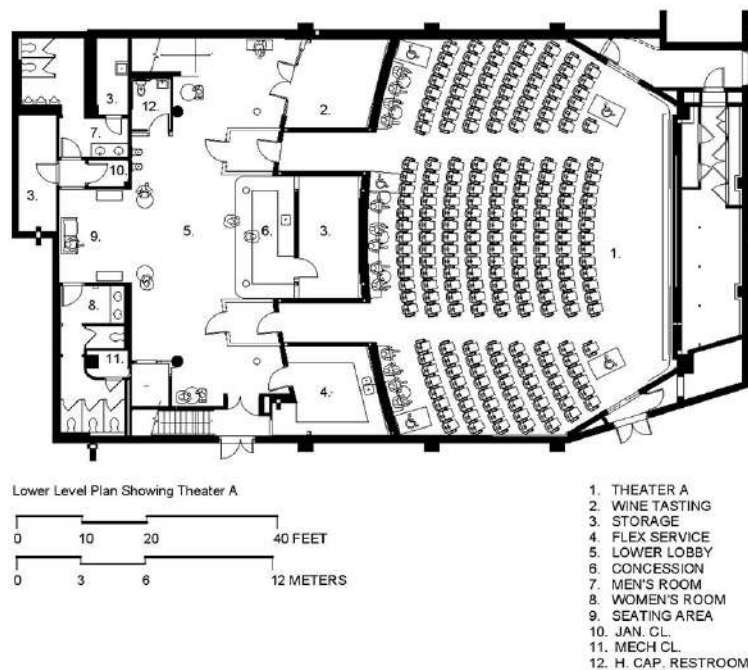 3.
12.
2.
7.
10.
3.
9.
5.
6.
3.
1.
8.
11.
4.
Lower Level Plan Showing Theater A
0 10 20 40 FEET
0 3 6 12 METERS
1. THEATER A
2. WINE TASTING
3. STORAGE
4. FLEX SERVICE
5. LOWER LOBBY
6. CONCESSION
7. MEN'S ROOM
8. WOMEN'S ROOM
9. SEATING AREA
10. JAN. CL.
11. MECH CL.
12. H. CAP. RESTROOM